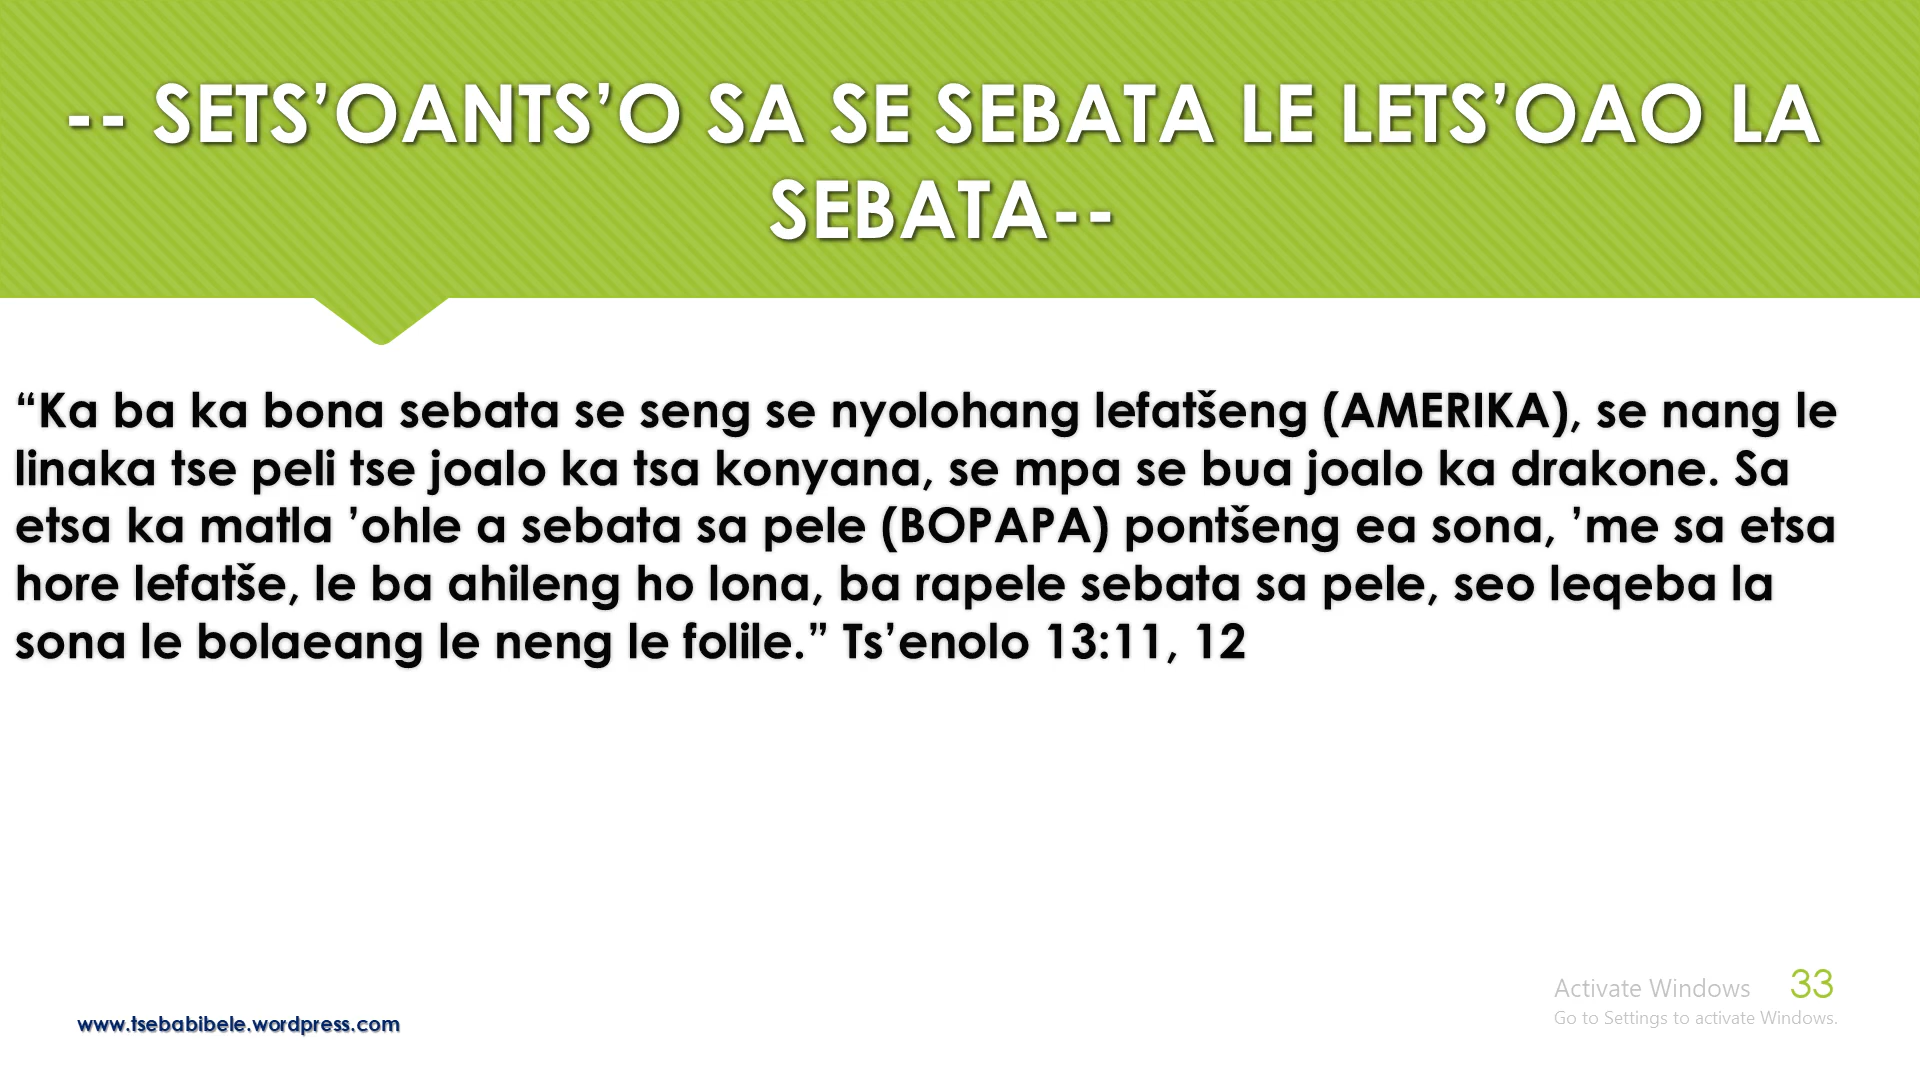 -- SETS’OANTS’O SA SE SEBATA LE LETS’OAO LA
SEBATA--
“Ka ba ka bona sebata se seng se nyolohang lefatšeng (AMERIKA), se nang le
linaka tse peli tse joalo ka tsa konyana, se mpa se bua joalo ka drakone. Sa
etsa ka matla ’ohle a sebata sa pele (BOPAPA) pontšeng ea sona, ’me sa etsa
hore lefatše, le ba ahileng ho lona, ba rapele sebata sa pele, seo leqeba la
sona le bolaeang le neng le folile.” Ts’enolo 13:11, 12
Activate Windows 33
Go to Settings to activate Windows.
www.tsebabibele.wordpress.com